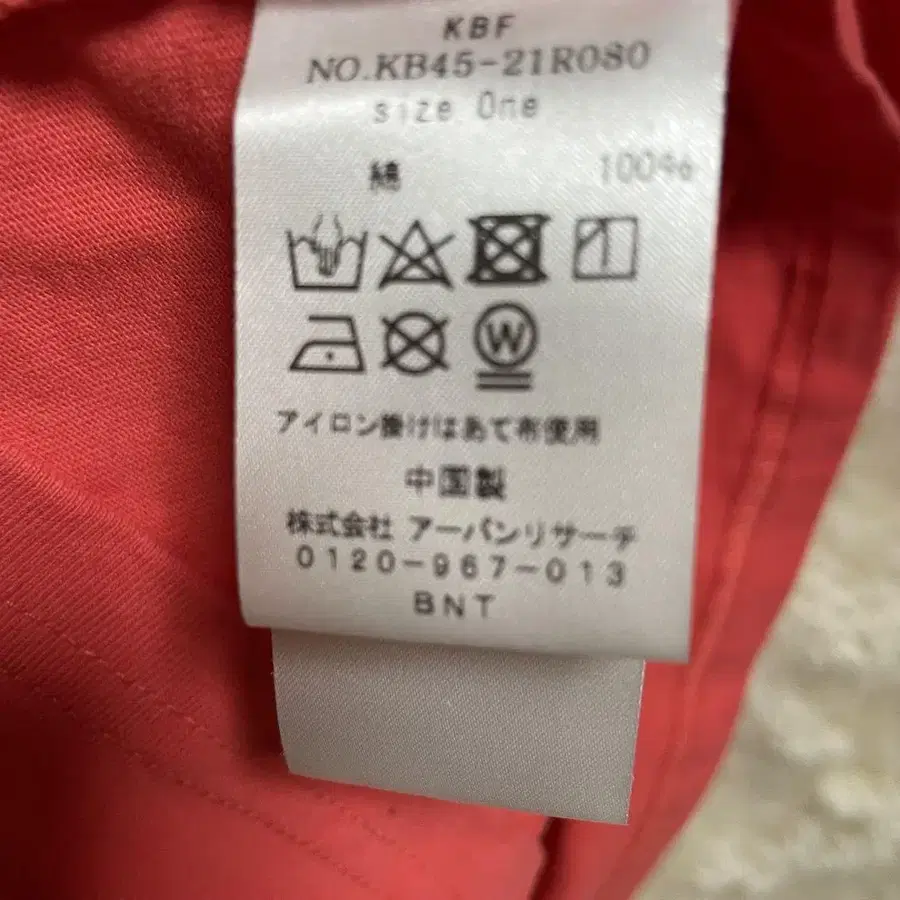 KBF
NO.KB45-21R080
size One
綿 100%
W
アイロン掛けはあて布使用
中国製
株式会社 アーバンリサーチ
0120-967-013
BNT